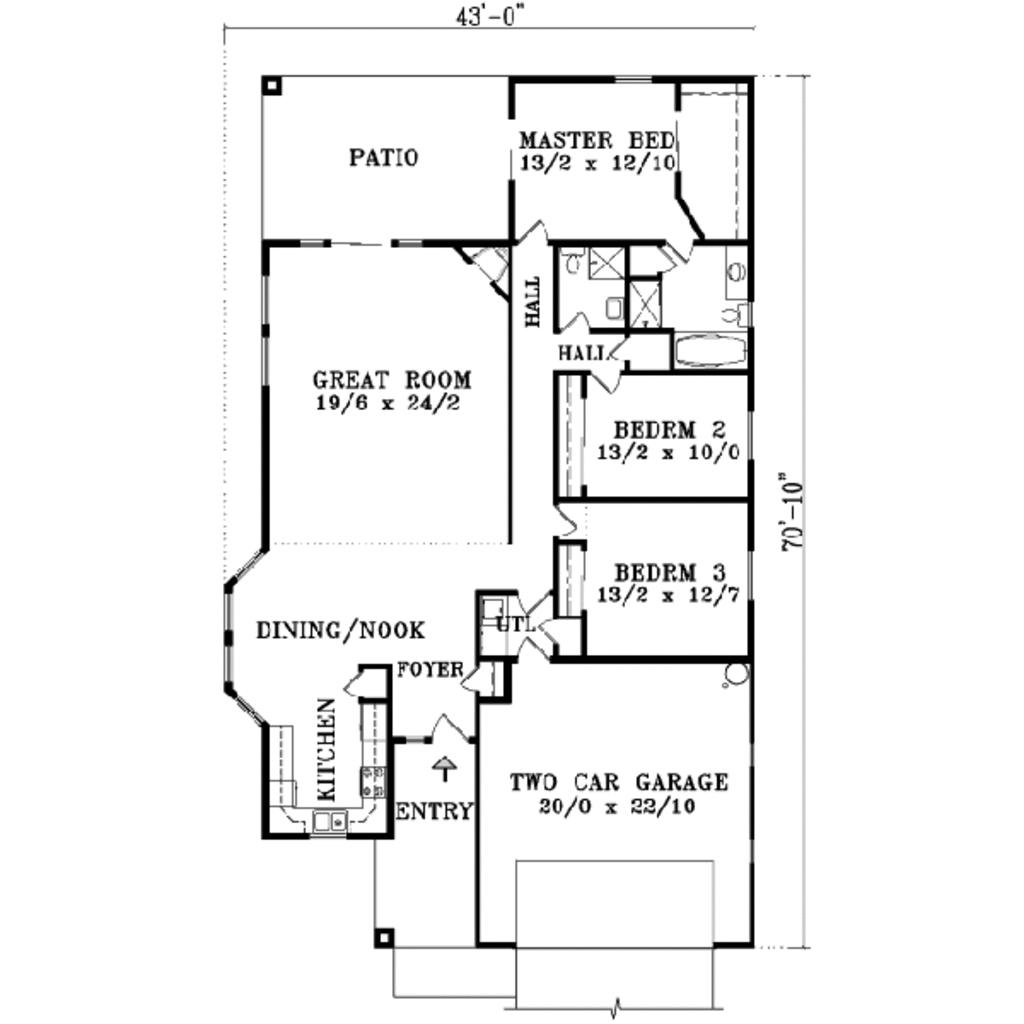 43'-0"
PATIO
MASTER BED
13/2 x 12/10
HALL
HALL
GREAT ROOM
19/6 x 24/2
BEDRM 2
13/2 x 10/0
70'-10"
BEDRM 3
13/2 x 12/7
UTL
DINING/NOOK
FOYER
KITCHEN
TWO CAR GARAGE
20/0 x 22/10
ENTRY